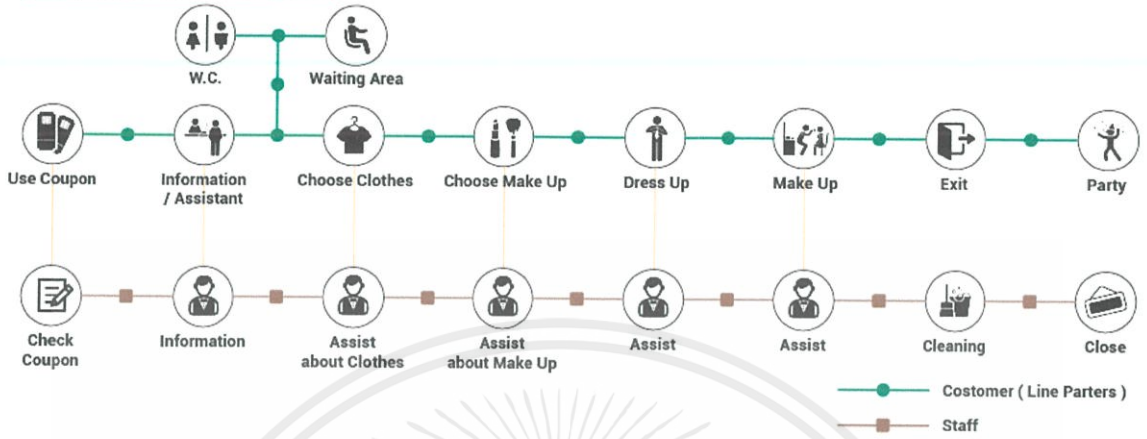 W.C.
Waiting Area
Use Coupon
Information
/ Assistant
Choose Clothes
Choose Make Up
Dress Up
Make Up
Exit
Party
Check
Coupon
Information
Assist
about Clothes
Assist
about Make Up
Assist
Assist
Cleaning
Close
Costomer ( Line Parters )
Staff